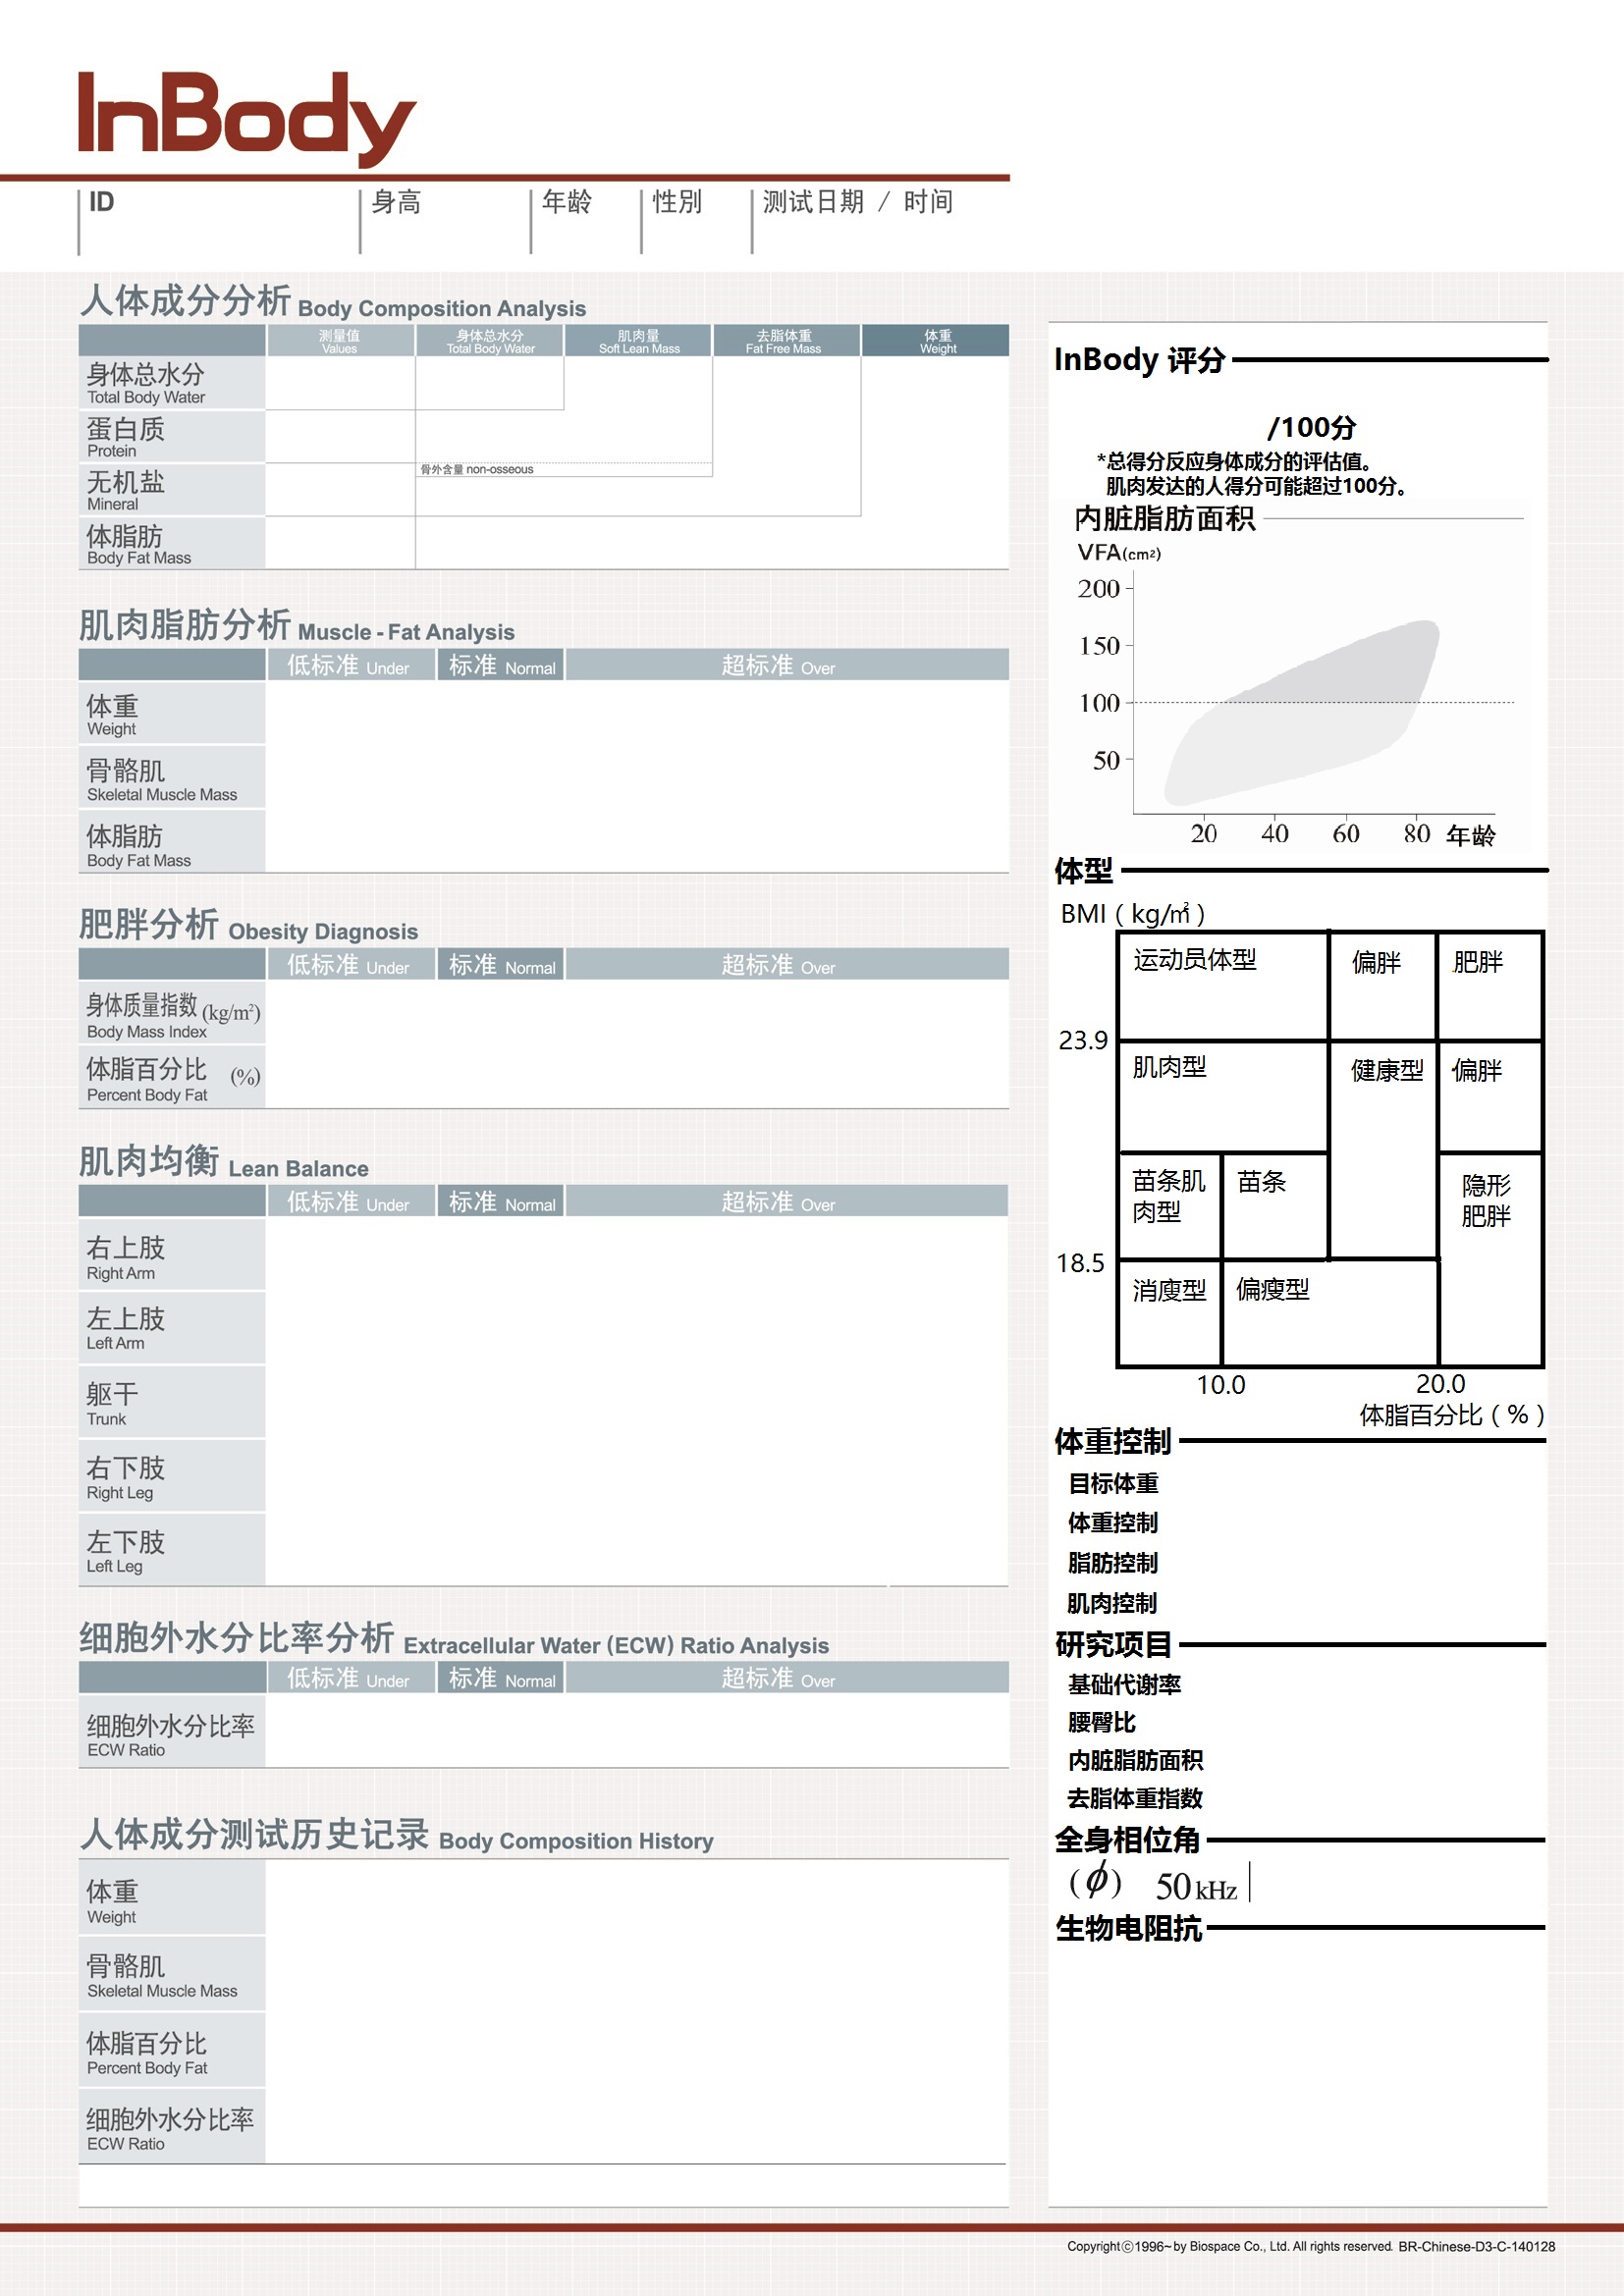 InBody
ID 身高 年龄 性别 测试日期 / 时间
人体成分分析 Body Composition Analysis
测量值 身体总水分 肌肉量 去脂体重 体重
Values Total Body Water Soft Lean Mass Fat Free Mass Weight
身体总水分
Total Body Water
蛋白质
Protein
骨外含量 non-osseous
无机盐
Mineral
体脂肪
Body Fat Mass
肌肉脂肪分析 Muscle - Fat Analysis
低标准 Under 标准 Normal 超标准 Over
体重
Weight
骨骼肌
Skeletal Muscle Mass
体脂肪
Body Fat Mass
肥胖分析 Obesity Diagnosis
低标准 Under 标准 Normal 超标准 Over
身体质量指数 (kg/m²)
Body Mass Index
体脂百分比 (%)
Percent Body Fat
肌肉均衡 Lean Balance
低标准 Under 标准 Normal 超标准 Over
右上肢
Right Arm
左上肢
Left Arm
躯干
Trunk
右下肢
Right Leg
左下肢
Left Leg
细胞外水分比率分析 Extracellular Water (ECW) Ratio Analysis
低标准 Under 标准 Normal 超标准 Over
细胞外水分比率
ECW Ratio
人体成分测试历史记录 Body Composition History
体重
Weight
骨骼肌
Skeletal Muscle Mass
体脂百分比
Percent Body Fat
细胞外水分比率
ECW Ratio
InBody 评分
/100分
*总得分反应身体成分的评估值。
肌肉发达的人得分可能超过100分。
内脏脂肪面积
VFA(cm²)
200
150
100
50
20 40 60 80 年龄
体型
BMI（kg/㎡）
运动员体型 偏胖 肥胖
23.9
肌肉型 健康型 偏胖
苗条肌 苗条 隐形
肉型 肥胖
18.5
消瘦型 偏瘦型
10.0 20.0
体脂百分比（%）
体重控制
目标体重
体重控制
脂肪控制
肌肉控制
研究项目
基础代谢率
腰臀比
内脏脂肪面积
去脂体重指数
全身相位角
(ϕ) 50 kHz
生物电阻抗
Copyright ⓒ 1996~ by Biospace Co., Ltd. All rights reserved. BR-Chinese-D3-C-140128